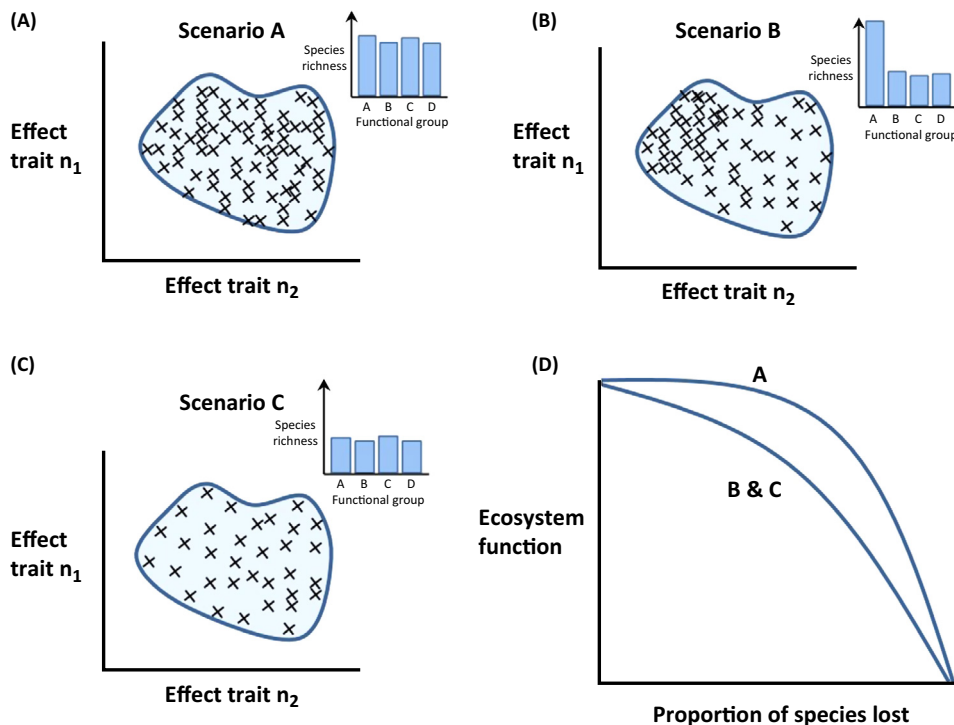 (A)
Scenario A
Species
richness
A B C D
Functional group
Effect
trait n1
Effect trait n2
(B)
Scenario B
Species
richness
A B C D
Functional group
Effect
trait n1
Effect trait n2
(C)
Scenario C
Species
richness
A B C D
Functional group
Effect
trait n1
Effect trait n2
(D)
A
B & C
Ecosystem
function
Proportion of species lost